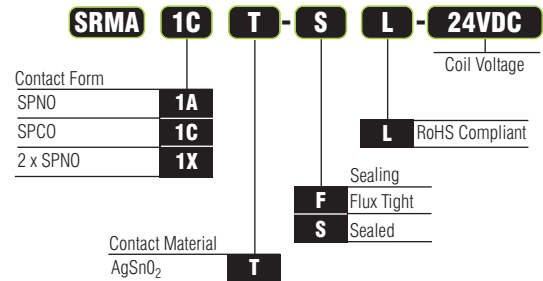 SRMA 1C T - S L - 24VDC
Coil Voltage
Contact Form
SPNO 1A
SPCO 1C
2 x SPNO 1X
L RoHS Compliant
Sealing
F Flux Tight
S Sealed
Contact Material
AgSn0₂ T